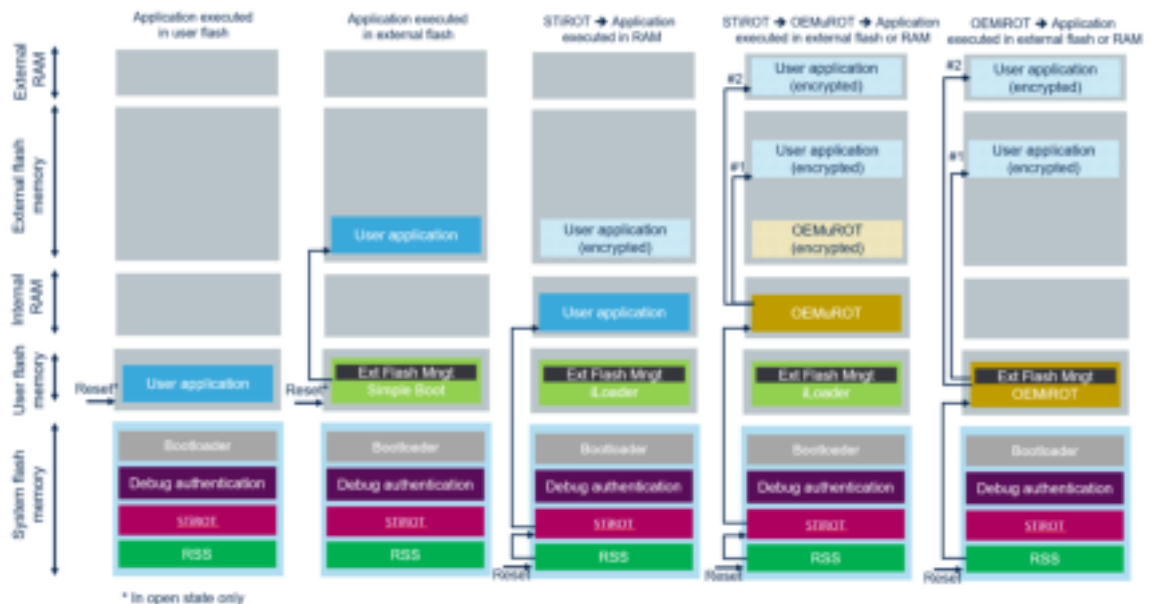 Application executed
in user flash
Application executed
in external flash
STiROT ➔ Application
executed in RAM
STiROT ➔ OEMuROT ➔ Application
executed in external flash or RAM
OEMiROT ➔ Application
executed in external flash or RAM
External
RAM
#2
User application
(encrypted)
#2
User application
(encrypted)
External flash
memory
User application
User application
(encrypted)
#1
User application
(encrypted)
OEMuROT
(encrypted)
#1
User application
(encrypted)
Internal
RAM
User application
OEMuROT
User flash
memory
Reset*
User application
Reset*
Ext Flash Mngt
Simple Boot
Ext Flash Mngt
iLoader
Ext Flash Mngt
iLoader
Ext Flash Mngt
OEMiROT
System flash
memory
Bootloader
Debug authentication
STiROT
RSS
Bootloader
Debug authentication
STiROT
RSS
Bootloader
Debug authentication
STiROT
RSS
Reset
Bootloader
Debug authentication
STiROT
RSS
Reset
Bootloader
Debug authentication
STiROT
RSS
Reset
* In open state only